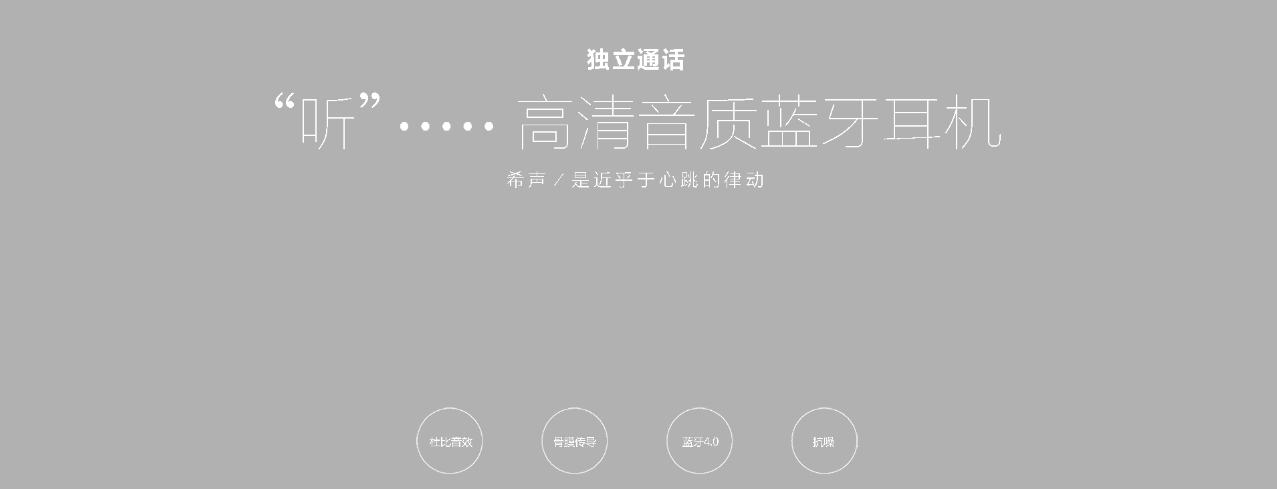 独立通话
“听”····· 高清音质蓝牙耳机
希声 / 是近乎于心跳的律动
杜比音效
骨膜传导
蓝牙4.0
抗噪